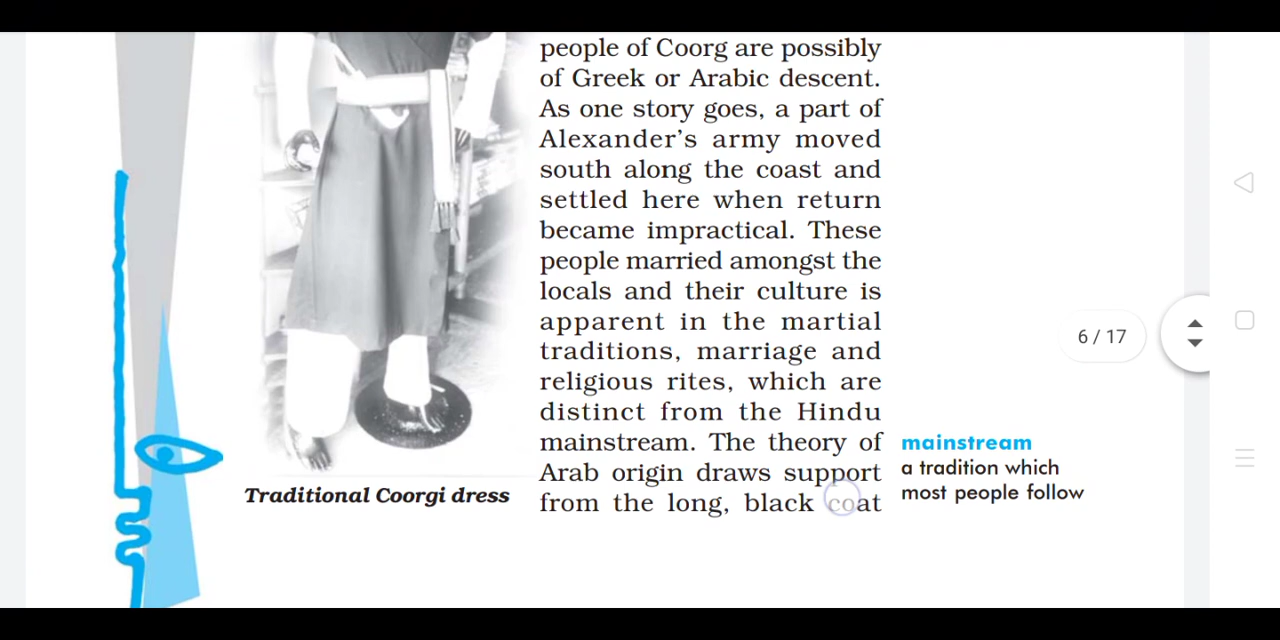 people of Coorg are possibly
of Greek or Arabic descent.
As one story goes, a part of
Alexander's army moved
south along the coast and
settled here when return
became impractical. These
people married amongst the
locals and their culture is
apparent in the martial
traditions, marriage and
religious rites, which are
distinct from the Hindu
mainstream. The theory of
Arab origin draws support
from the long, black coat
Traditional Coorgi dress
mainstream
a tradition which
most people follow
6 / 17